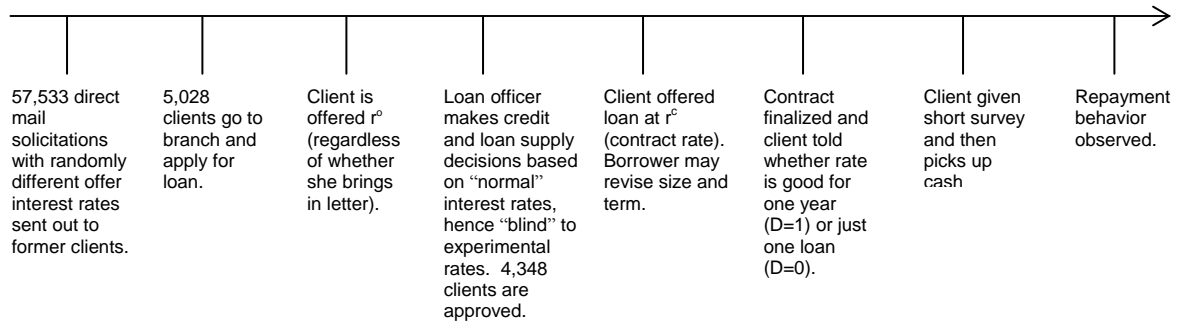 57,533 direct
mail
solicitations
with randomly
different offer
interest rates
sent out to
former clients.
5,028
clients go to
branch and
apply for
loan.
Client is
offered rᵒ
(regardless
of whether
she brings
in letter).
Loan officer
makes credit
and loan supply
decisions based
on “normal”
interest rates,
hence “blind” to
experimental
rates. 4,348
clients are
approved.
Client offered
loan at rᶜ
(contract rate).
Borrower may
revise size and
term.
Contract
finalized and
client told
whether rate
is good for
one year
(D=1) or just
one loan
(D=0).
Client given
short survey
and then
picks up
cash
Repayment
behavior
observed.